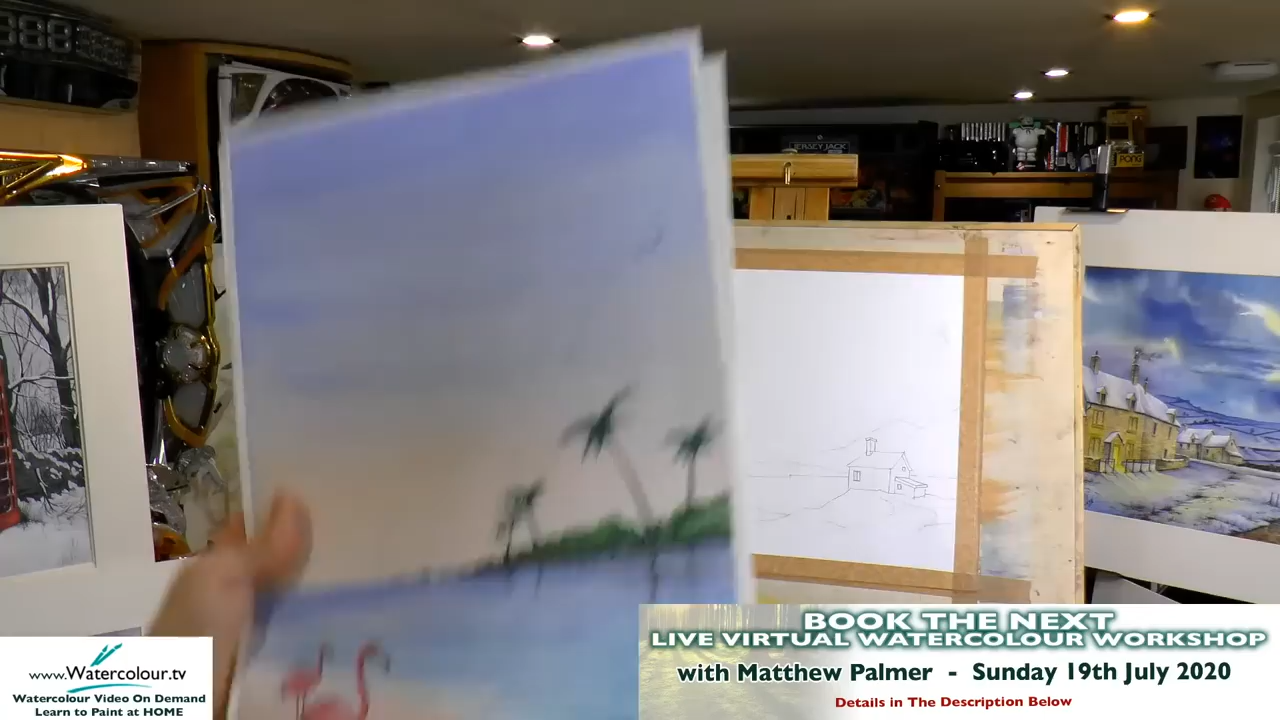 JERSEY JACK
PONG
www.Watercolour.tv
Watercolour Video On Demand
Learn to Paint at HOME
BOOK THE NEXT
LIVE VIRTUAL WATERCOLOUR WORKSHOP
with Matthew Palmer - Sunday 19th July 2020
Details in The Description Below